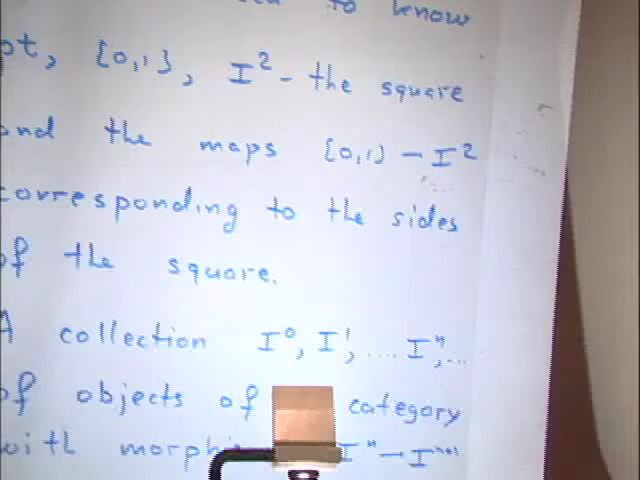 to know
pt, [0,1], I² - the square
and the maps [0,1) - I²
corresponding to the sides
of the square.
A collection I⁰, I¹, .... Iⁿ, ...
of objects of category
with Iⁿ - Iⁿ⁺¹